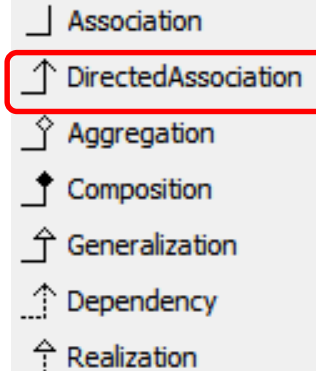 Association
DirectedAssociation
Aggregation
Composition
Generalization
Dependency
Realization